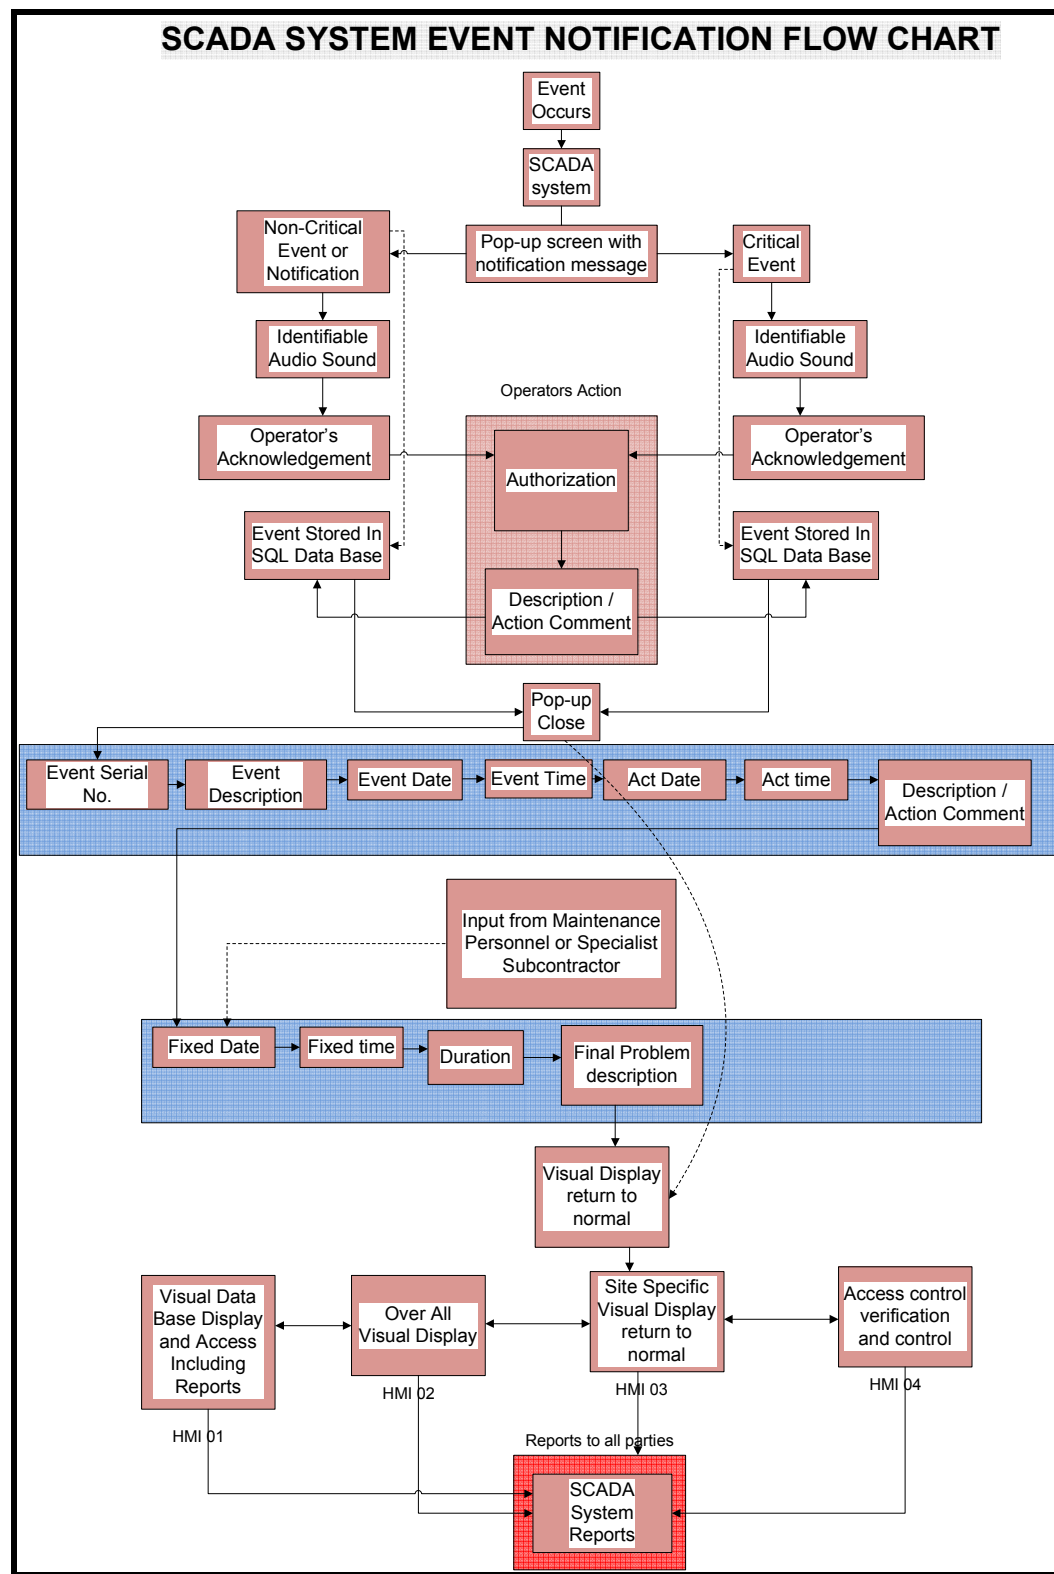 SCADA SYSTEM EVENT NOTIFICATION FLOW CHART
Event
Occurs
SCADA
system
Non-Critical
Event or
Notification
Pop-up screen with
notification message
Critical
Event
Identifiable
Audio Sound
Identifiable
Audio Sound
Operators Action
Operator's
Acknowledgement
Authorization
Operator's
Acknowledgement
Event Stored In
SQL Data Base
Event Stored In
SQL Data Base
Description /
Action Comment
Pop-up
Close
Event Serial
No.
Event
Description
Event Date
Event Time
Act Date
Act time
Description /
Action Comment
Input from Maintenance
Personnel or Specialist
Subcontractor
Fixed Date
Fixed time
Duration
Final Problem
description
Visual Display
return to
normal
Visual Data
Base Display
and Access
Including
Reports
Over All
Visual Display
Site Specific
Visual Display
return to
normal
Access control
verification
and control
HMI 01
HMI 02
HMI 03
HMI 04
Reports to all parties
SCADA
System
Reports